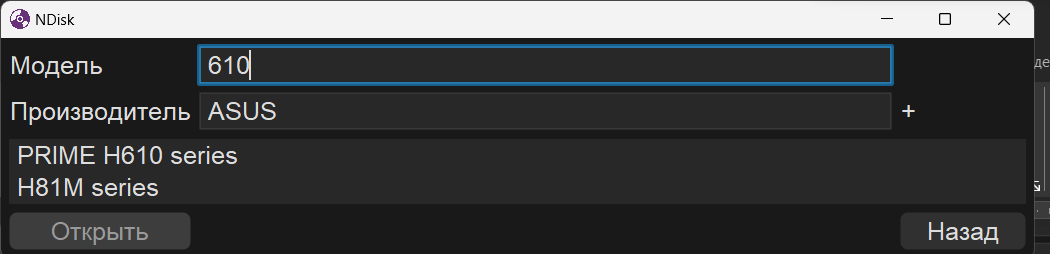 NDisk
Модель 610
Производитель ASUS +
PRIME H610 series
H81M series
Открыть Назад